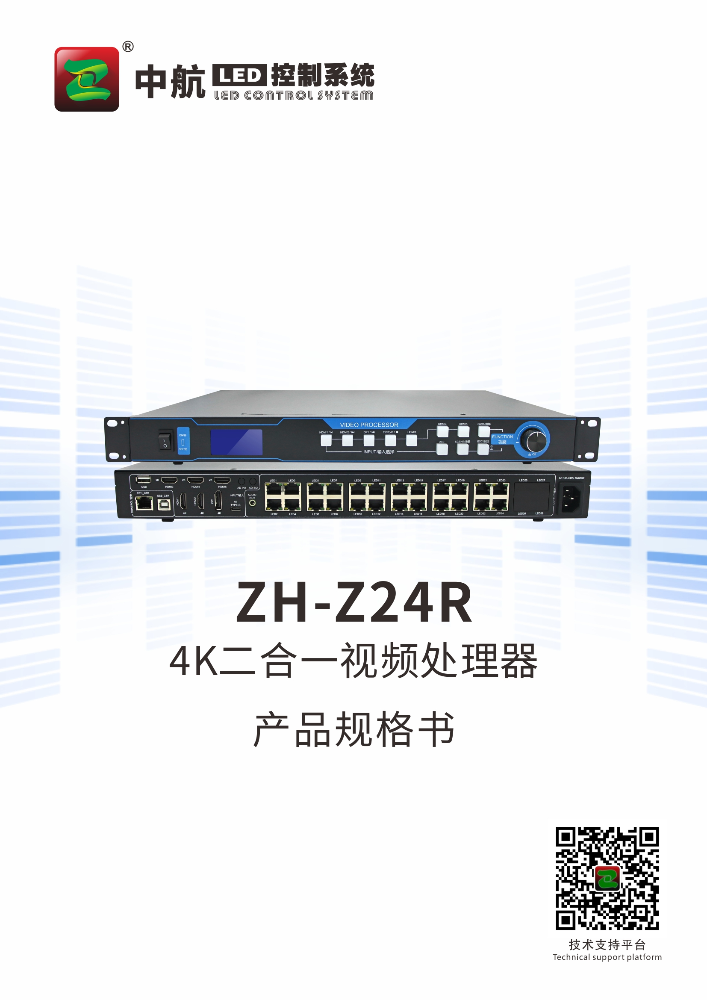 ®
中航 LED 控制系统
LED CONTROL SYSTEM
VIDEO PROCESSOR
HDMI1 / HDMI2 / DP1 / TYPE-C / HDMI3
HDMI4 HDMI5 PART/局部
ON/开
OFF/关
FUNCTION
功能
USB SCENE/场景 ESC/返回
INPUT-输入选择
OK
USB 2K HDMI3 2K HDMI4 2K HDMI5 AD-IN1 AD-IN2
CONTROL/控制
ETH_CTR USB_CTR
HDMI1 4K HDMI2 4K DP1 4K
INPUT/输入
4K
TYPE-C
AUDIO
OUT
LED1 LED3 LED5 LED7 LED9 LED11 LED13 LED15 LED17 LED19 LED21 LED23 LED25 LED27
LED2 LED4 LED6 LED8 LED10 LED12 LED14 LED16 LED18 LED20 LED22 LED24 LED26 LED28
OUTPUT/输出
AC 100-240V 50/60HZ
ZH-Z24R
4K二合一视频处理器
产品规格书
技术支持平台
Technical support platform